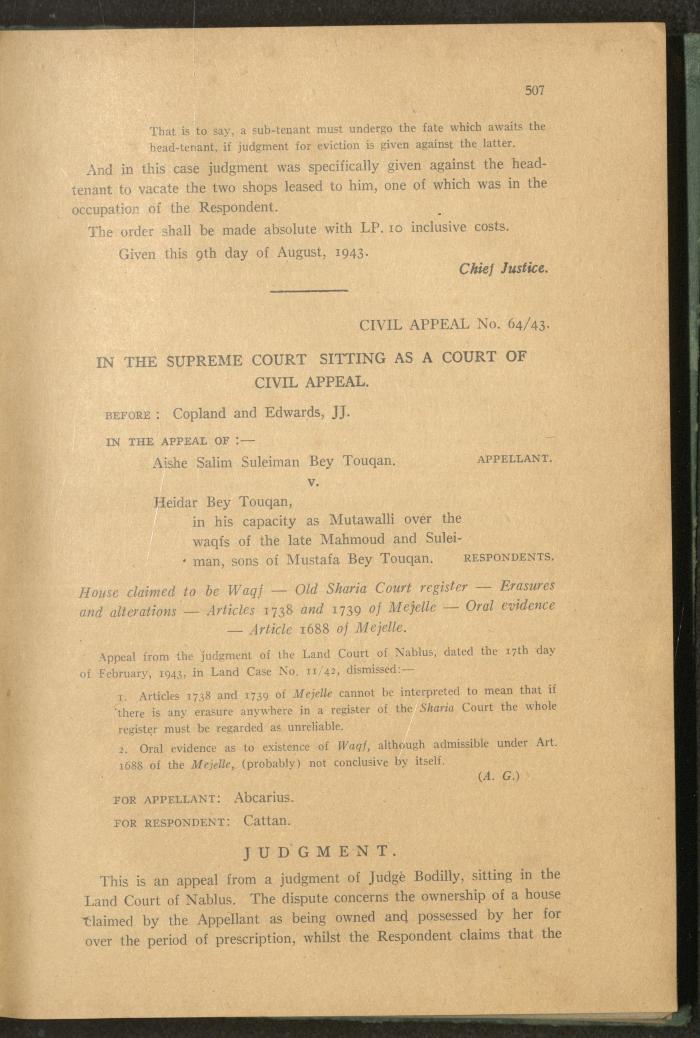 507
That is to say, a sub-tenant must undergo the fate which awaits the
head-tenant, if judgment for eviction is given against the latter.
And in this case judgment was specifically given against the head-
tenant to vacate the two shops leased to him, one of which was in the
occupation of the Respondent.
The order shall be made absolute with LP. 10 inclusive costs.
Given this 9th day of August, 1943.
Chief Justice.
CIVIL APPEAL No. 64/43.
IN THE SUPREME COURT SITTING AS A COURT OF
CIVIL APPEAL.
BEFORE : Copland and Edwards, JJ.
IN THE APPEAL OF :—
Aishe Salim Suleiman Bey Touqan. APPELLANT.
v.
Heidar Bey Touqan,
in his capacity as Mutawalli over the
waqfs of the late Mahmoud and Sulei-
man, sons of Mustafa Bey Touqan. RESPONDENTS.
House claimed to be Waqf — Old Sharia Court register — Erasures
and alterations — Articles 1738 and 1739 of Mejelle — Oral evidence
— Article 1688 of Mejelle.
Appeal from the judgment of the Land Court of Nablus, dated the 17th day
of February, 1943, in Land Case No. 11/42, dismissed:—
1. Articles 1738 and 1739 of Mejelle cannot be interpreted to mean that if
there is any erasure anywhere in a register of the Sharia Court the whole
register must be regarded as unreliable.
2. Oral evidence as to existence of Waqf, although admissible under Art.
1688 of the Mejelle, (probably) not conclusive by itself.
(A. G.)
FOR APPELLANT: Abcarius.
FOR RESPONDENT: Cattan.
JUDGMENT.
This is an appeal from a judgment of Judge Bodilly, sitting in the
Land Court of Nablus. The dispute concerns the ownership of a house
claimed by the Appellant as being owned and possessed by her for
over the period of prescription, whilst the Respondent claims that the